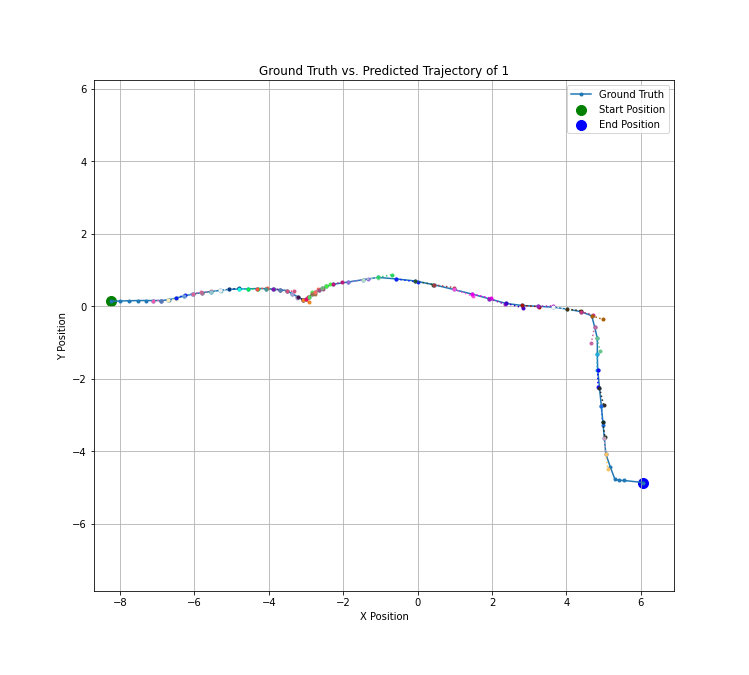 Ground Truth vs. Predicted Trajectory of 1
Ground Truth
Start Position
End Position
6
4
2
0
−2
−4
−6
Y Position
−8 −6 −4 −2 0 2 4 6
X Position